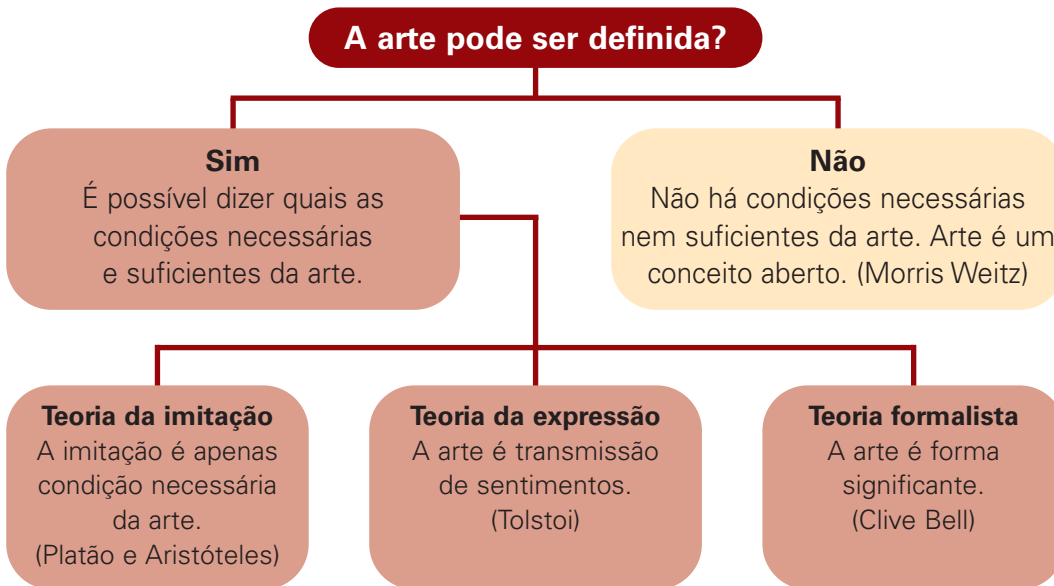 A arte pode ser definida?
Sim
É possível dizer quais as
condições necessárias
e suficientes da arte.
Não
Não há condições necessárias
nem suficientes da arte. Arte é um
conceito aberto. (Morris Weitz)
Teoria da imitação
A imitação é apenas
condição necessária
da arte.
(Platão e Aristóteles)
Teoria da expressão
A arte é transmissão
de sentimentos.
(Tolstoi)
Teoria formalista
A arte é forma
significante.
(Clive Bell)